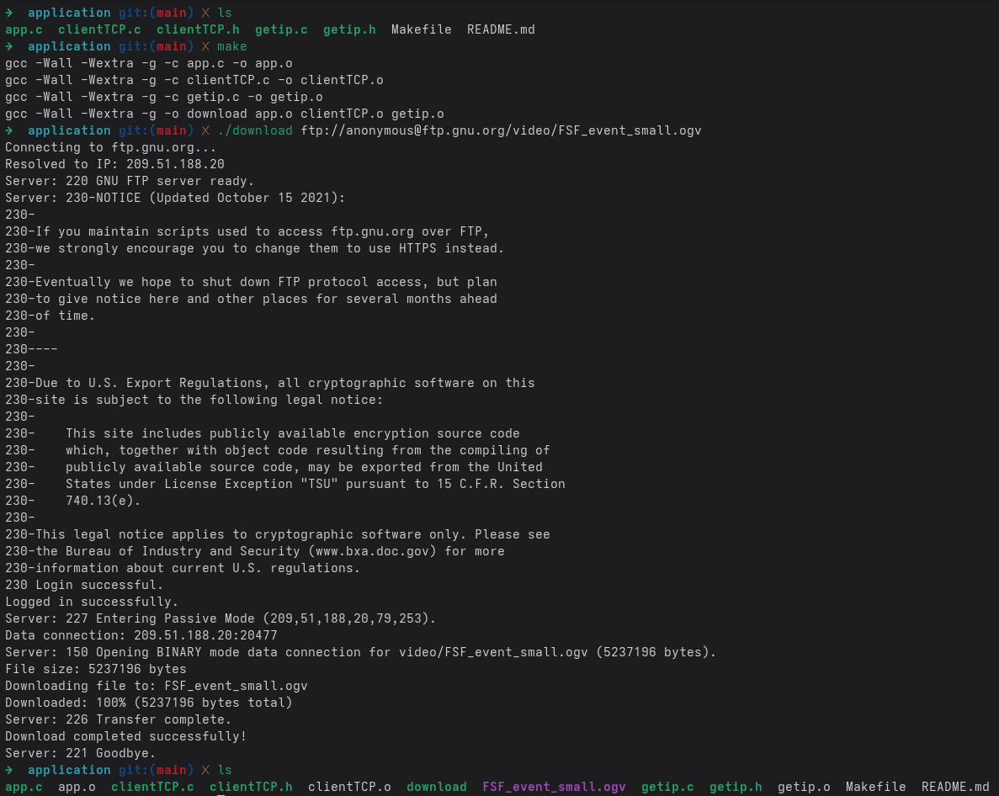 ➜  application git:(main) ✗ ls
app.c  clientTCP.c  clientTCP.h  getip.c  getip.h  Makefile  README.md
➜  application git:(main) ✗ make
gcc -Wall -Wextra -g -c app.c -o app.o
gcc -Wall -Wextra -g -c clientTCP.c -o clientTCP.o
gcc -Wall -Wextra -g -c getip.c -o getip.o
gcc -Wall -Wextra -g -o download app.o clientTCP.o getip.o
➜  application git:(main) ✗ ./download ftp://anonymous@ftp.gnu.org/video/FSF_event_small.ogv
Connecting to ftp.gnu.org...
Resolved to IP: 209.51.188.20
Server: 220 GNU FTP server ready.
Server: 230-NOTICE (Updated October 15 2021):
230-
230-If you maintain scripts used to access ftp.gnu.org over FTP,
230-we strongly encourage you to change them to use HTTPS instead.
230-
230-Eventually we hope to shut down FTP protocol access, but plan
230-to give notice here and other places for several months ahead
230-of time.
230-
230----
230-
230-Due to U.S. Export Regulations, all cryptographic software on this
230-site is subject to the following legal notice:
230-
230-    This site includes publicly available encryption source code
230-    which, together with object code resulting from the compiling of
230-    publicly available source code, may be exported from the United
230-    States under License Exception "TSU" pursuant to 15 C.F.R. Section
230-    740.13(e).
230-
230-This legal notice applies to cryptographic software only. Please see
230-the Bureau of Industry and Security (www.bxa.doc.gov) for more
230-information about current U.S. regulations.
230 Login successful.
Logged in successfully.
Server: 227 Entering Passive Mode (209,51,188,20,79,253).
Data connection: 209.51.188.20:20477
Server: 150 Opening BINARY mode data connection for video/FSF_event_small.ogv (5237196 bytes).
File size: 5237196 bytes
Downloading file to: FSF_event_small.ogv
Downloaded: 100% (5237196 bytes total)
Server: 226 Transfer complete.
Download completed successfully!
Server: 221 Goodbye.
➜  application git:(main) ✗ ls
app.c  app.o  clientTCP.c  clientTCP.h  clientTCP.o  download  FSF_event_small.ogv  getip.c  getip.h  getip.o  Makefile  README.md